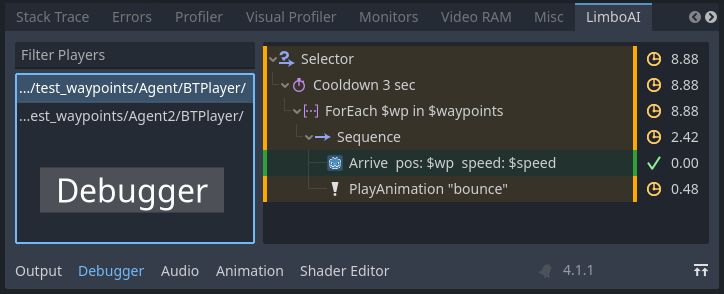 Stack Trace Errors Profiler Visual Profiler Monitors Video RAM Misc LimboAI
Filter Players
.../test_waypoints/Agent/BTPlayer/
...est_waypoints/Agent2/BTPlayer/
Debugger
Selector 8.88
Cooldown 3 sec 8.88
ForEach $wp in $waypoints 8.88
Sequence 2.42
Arrive pos: $wp speed: $speed 0.00
PlayAnimation "bounce" 0.48
Output Debugger Audio Animation Shader Editor 4.1.1